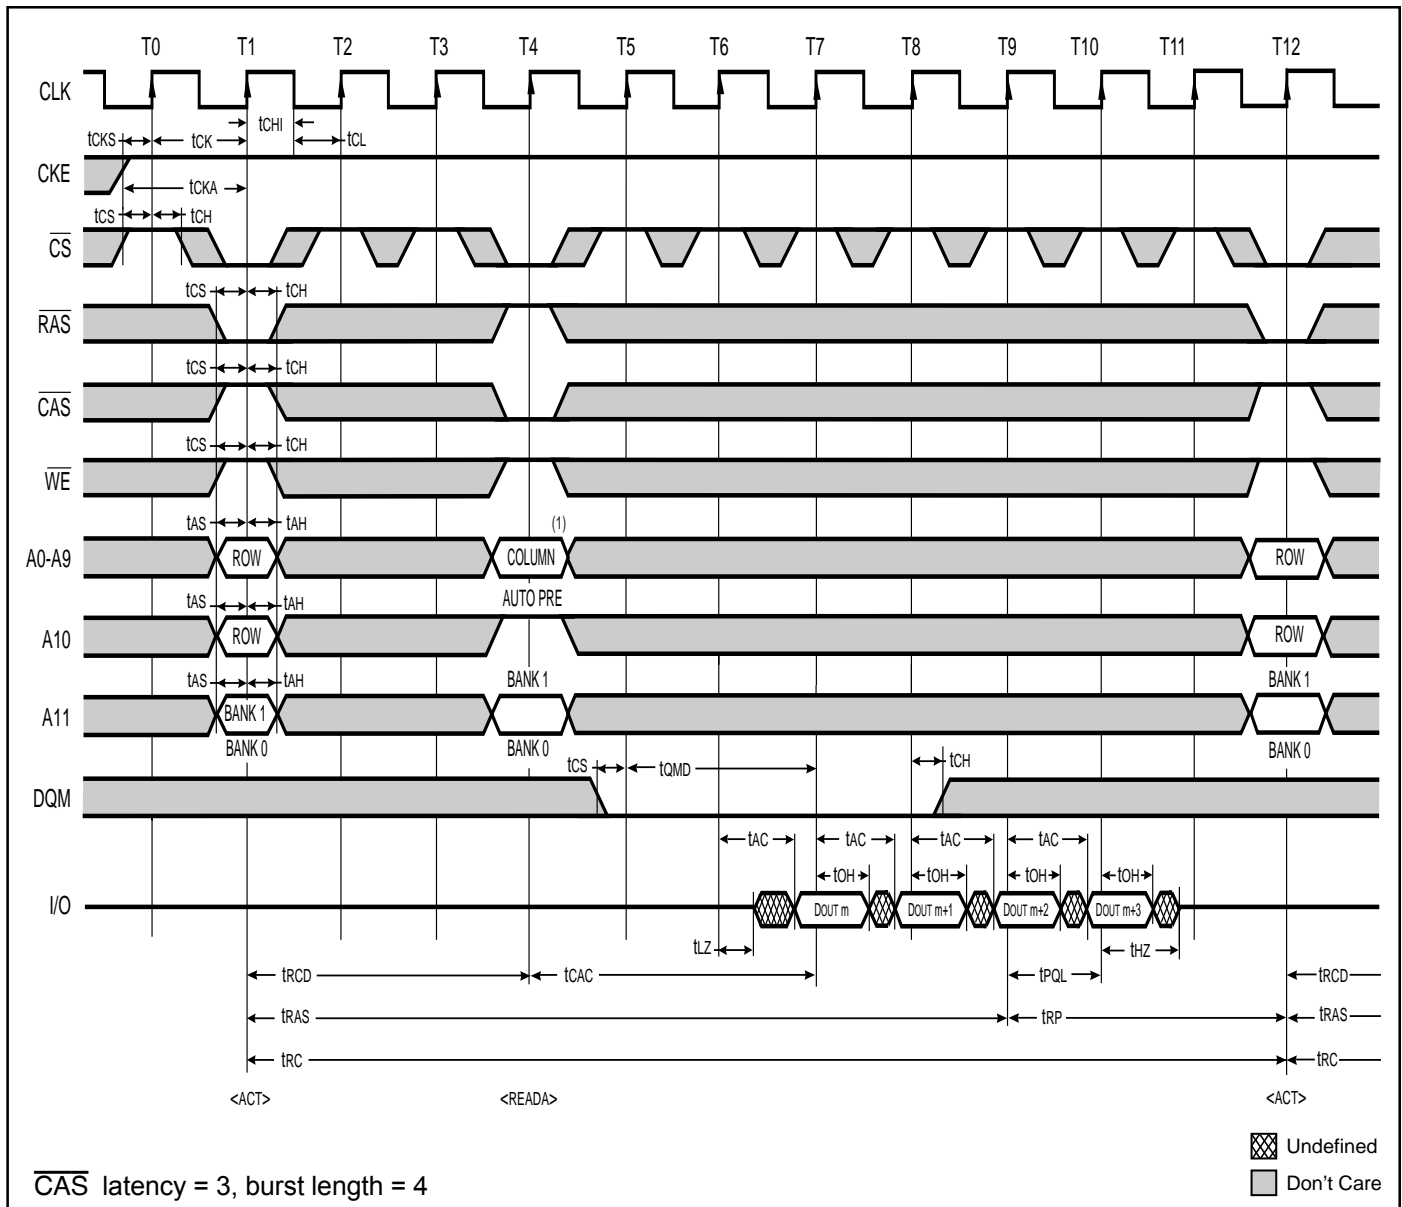 T0 T1 T2 T3 T4 T5 T6 T7 T8 T9 T10 T11 T12
CLK
tCHI
tCKS tCK tCL
CKE
tCKA
tCS tCH
CS
tCS tCH
RAS
tCS tCH
CAS
tCS tCH
WE
tAS tAH (1)
A0-A9 ROW COLUMN ROW
tAS tAH AUTO PRE
A10 ROW ROW
tAS tAH BANK 1 BANK 1
A11 BANK 1
BANK 0 BANK 0 BANK 0
tCS tQMD tCH
DQM
tAC tAC tAC tAC
tOH tOH tOH tOH
I/O DOUT m DOUT m+1 DOUT m+2 DOUT m+3
tLZ tHZ
tRCD tCAC tPQL tRCD
tRAS tRP tRAS
tRC tRC
<ACT> <READA> <ACT>
Undefined
CAS latency = 3, burst length = 4 Don't Care